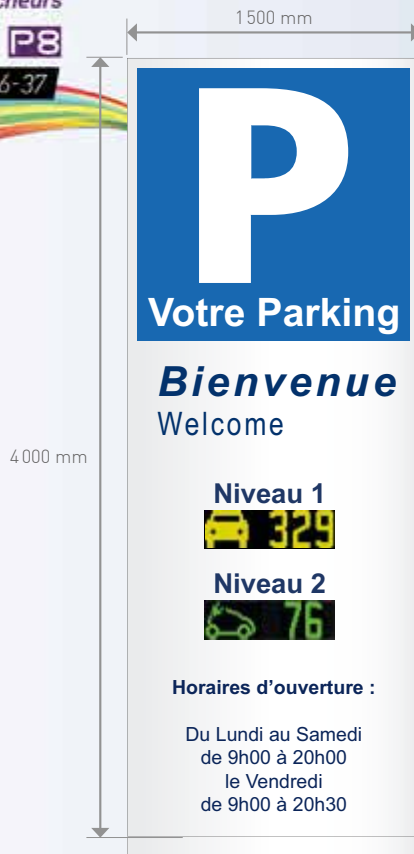 1500 mm
P8
6-37
P
Votre Parking
Bienvenue
Welcome
4000 mm
Niveau 1
329
Niveau 2
76
Horaires d'ouverture :
Du Lundi au Samedi
de 9h00 à 20h00
le Vendredi
de 9h00 à 20h30